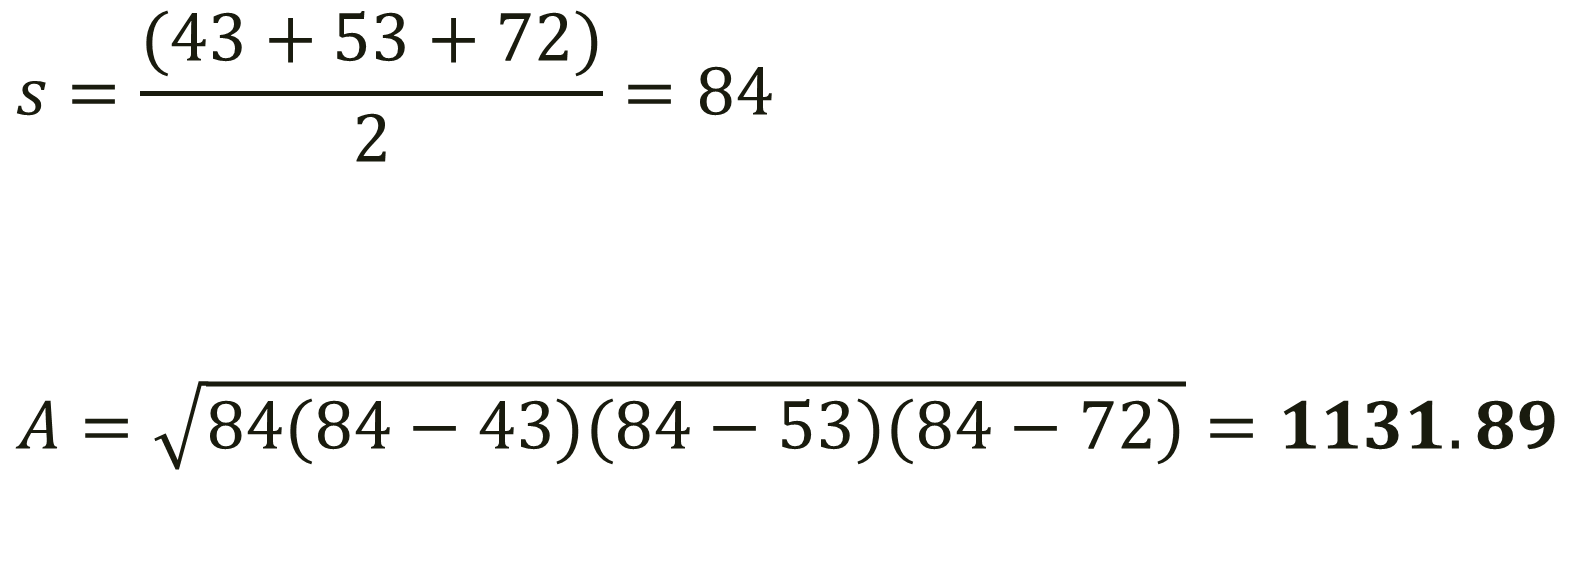 s = (43 + 53 + 72) / 2 = 84
A = √84(84 − 43)(84 − 53)(84 − 72) = 1131.89